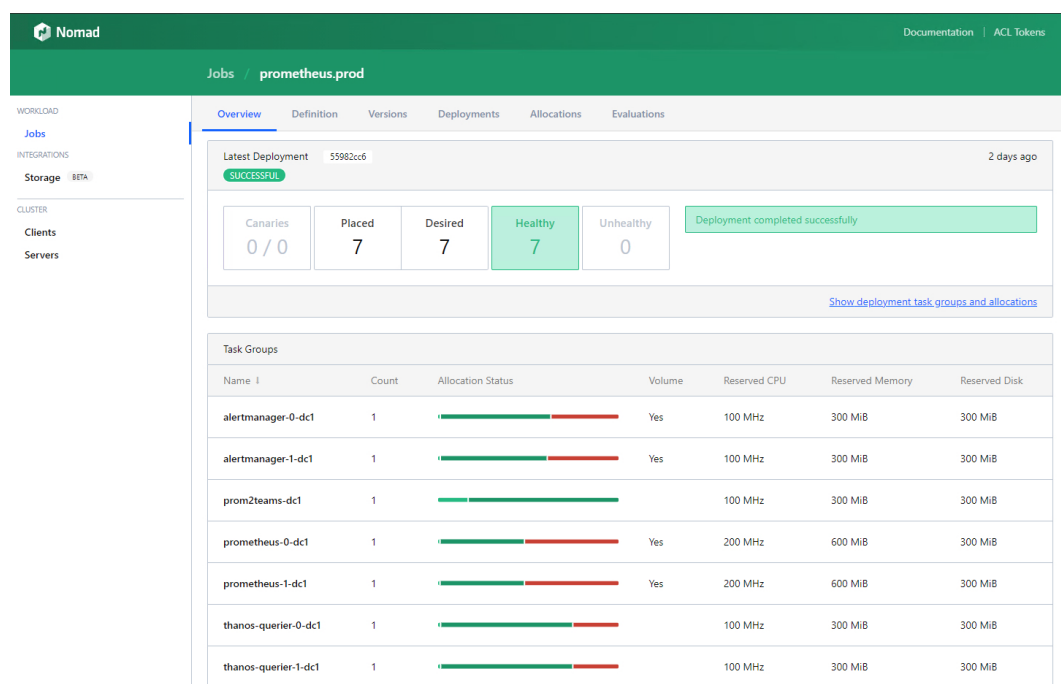 Nomad
Documentation | ACL Tokens
Jobs / prometheus.prod
WORKLOAD
Jobs
INTEGRATIONS
Storage BETA
CLUSTER
Clients
Servers
Overview Definition Versions Deployments Allocations Evaluations
Latest Deployment 55982cc6 2 days ago
SUCCESSFUL
Canaries Placed Desired Healthy Unhealthy
0 / 0 7 7 7 0
Deployment completed successfully
Show deployment task groups and allocations
Task Groups
Name Count Allocation Status Volume Reserved CPU Reserved Memory Reserved Disk
alertmanager-0-dc1 1 Yes 100 MHz 300 MiB 300 MiB
alertmanager-1-dc1 1 Yes 100 MHz 300 MiB 300 MiB
prom2teams-dc1 1 100 MHz 300 MiB 300 MiB
prometheus-0-dc1 1 Yes 200 MHz 600 MiB 300 MiB
prometheus-1-dc1 1 Yes 200 MHz 600 MiB 300 MiB
thanos-querier-0-dc1 1 100 MHz 300 MiB 300 MiB
thanos-querier-1-dc1 1 100 MHz 300 MiB 300 MiB